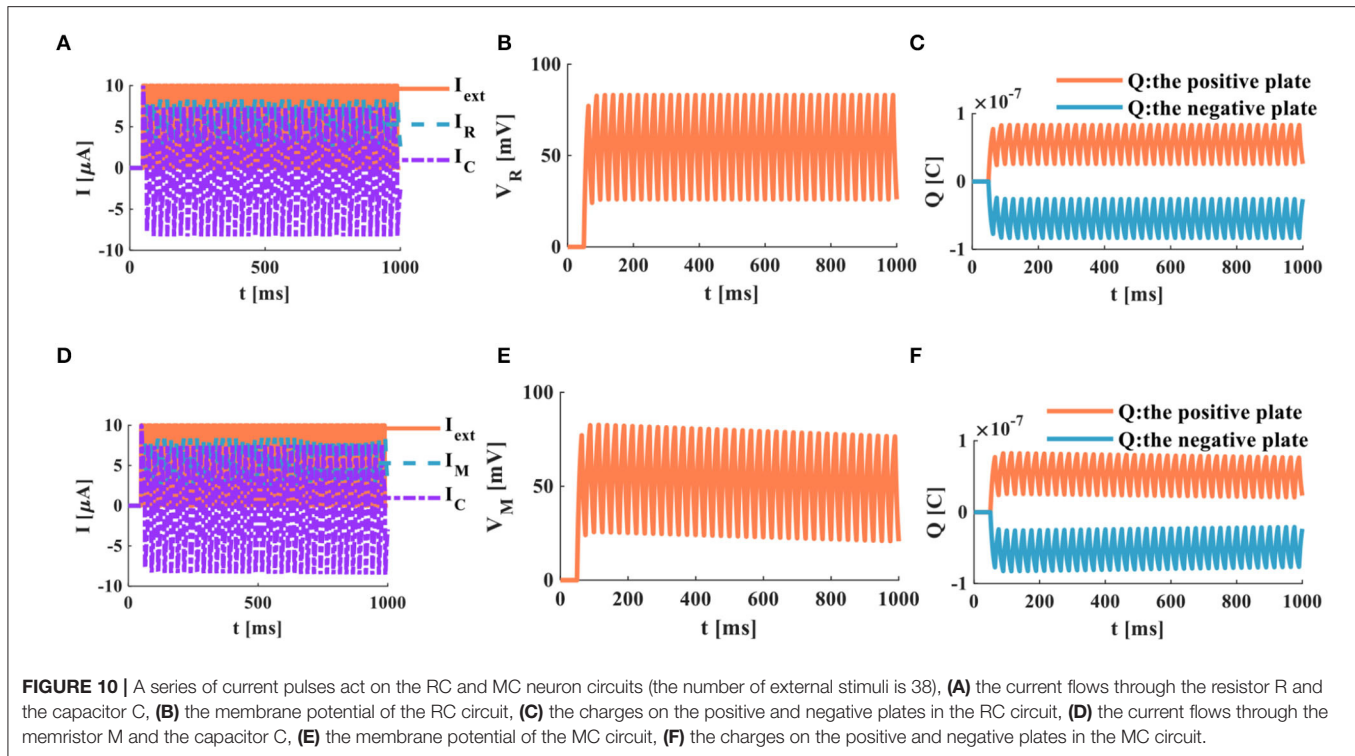 A
B
C
10
5
0
-5
-10
I [μA]
0
500
1000
t [ms]
I_ext
I_R
I_C
100
50
0
V_R [mV]
0 200 400 600 800 1000
t [ms]
Q:the positive plate
Q:the negative plate
×10⁻⁷
1
0
-1
Q [C]
0 200 400 600 800 1000
t [ms]
D
E
F
10
5
0
-5
-10
I [μA]
0
500
1000
t [ms]
I_ext
I_M
I_C
100
50
0
V_M [mV]
0 200 400 600 800 1000
t [ms]
Q:the positive plate
Q:the negative plate
×10⁻⁷
1
0
-1
Q [C]
0 200 400 600 800 1000
t [ms]
FIGURE 10 | A series of current pulses act on the RC and MC neuron circuits (the number of external stimuli is 38), (A) the current flows through the resistor R and
the capacitor C, (B) the membrane potential of the RC circuit, (C) the charges on the positive and negative plates in the RC circuit, (D) the current flows through the
memristor M and the capacitor C, (E) the membrane potential of the MC circuit, (F) the charges on the positive and negative plates in the MC circuit.